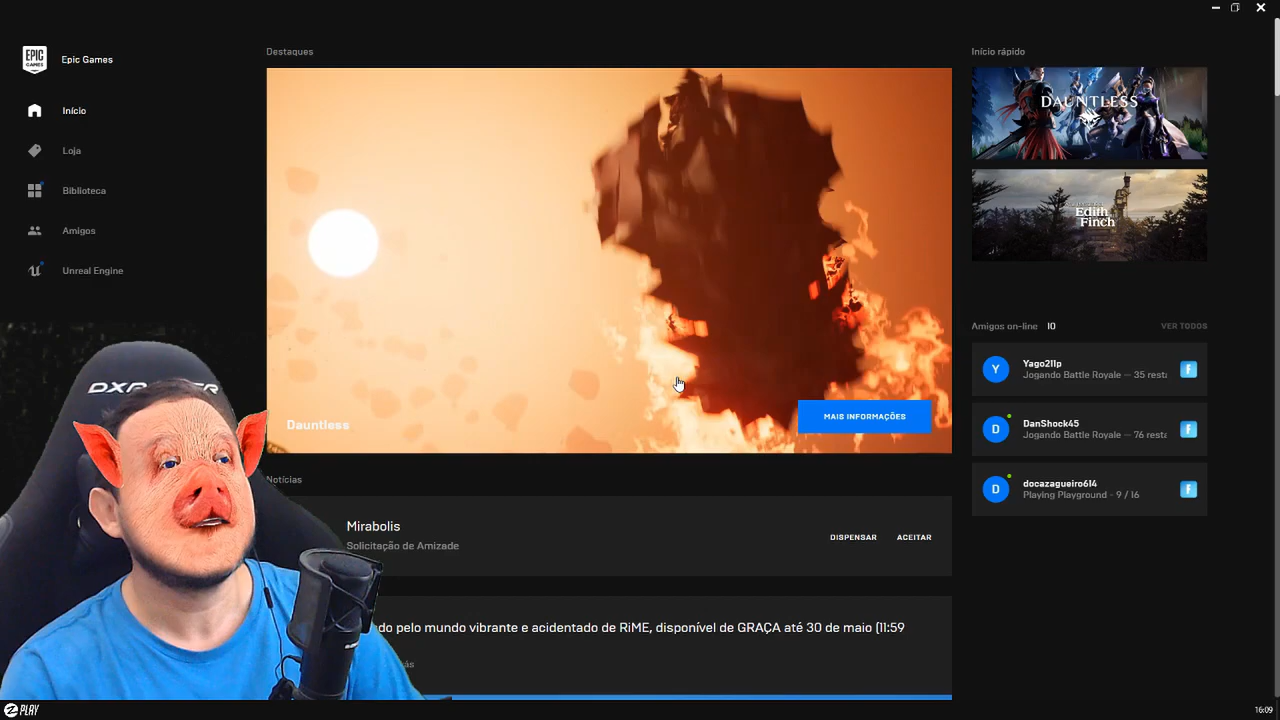 EPIC GAMES
Epic Games
Início
Loja
Biblioteca
Amigos
Unreal Engine
DXRACER
Destaques
Dauntless
MAIS INFORMAÇÕES
Notícias
Mirabolis
Solicitação de Amizade
DISPENSAR
ACEITAR
do pelo mundo vibrante e acidentado de RiME, disponível de GRAÇA até 30 de maio (11:59
ás
Início rápido
DAUNTLESS
Edith
Finch
Amigos on-line 10
VER TODOS
Y
Yago211p
Jogando Battle Royale — 35 resta
F
D
DanShock45
Jogando Battle Royale — 76 resta
F
D
docazagueiro614
Playing Playground - 9 / 16
F
PLAY
16:09